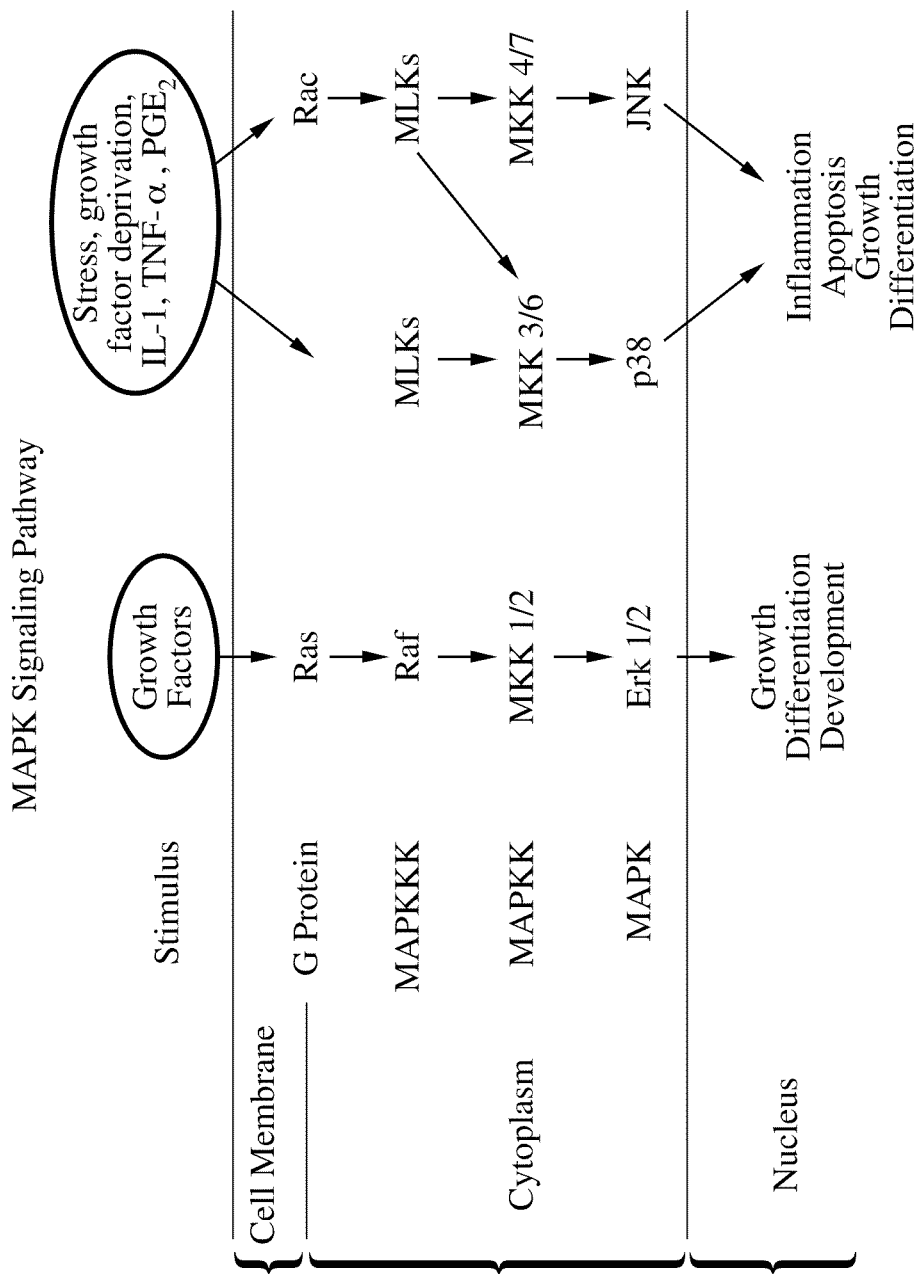 MAPK Signaling Pathway
Stimulus
Growth
Factors
Stress, growth
factor deprivation,
IL-1, TNF-α, PGE2
Cell Membrane
G Protein
Ras
Rac
Cytoplasm
MAPKKK
Raf
MLKs
MLKs
MAPKK
MKK 1/2
MKK 3/6
MKK 4/7
MAPK
Erk 1/2
p38
JNK
Nucleus
Growth
Differentiation
Development
Inflammation
Apoptosis
Growth
Differentiation